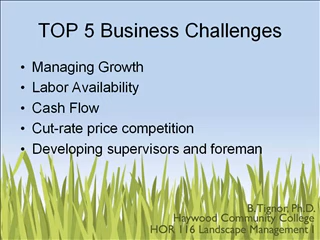 TOP 5 Business Challenges
• Managing Growth
• Labor Availability
• Cash Flow
• Cut-rate price competition
• Developing supervisors and foreman
B.Tignor, Ph.D.
Haywood Community College
HOR 116 Landscape Management I